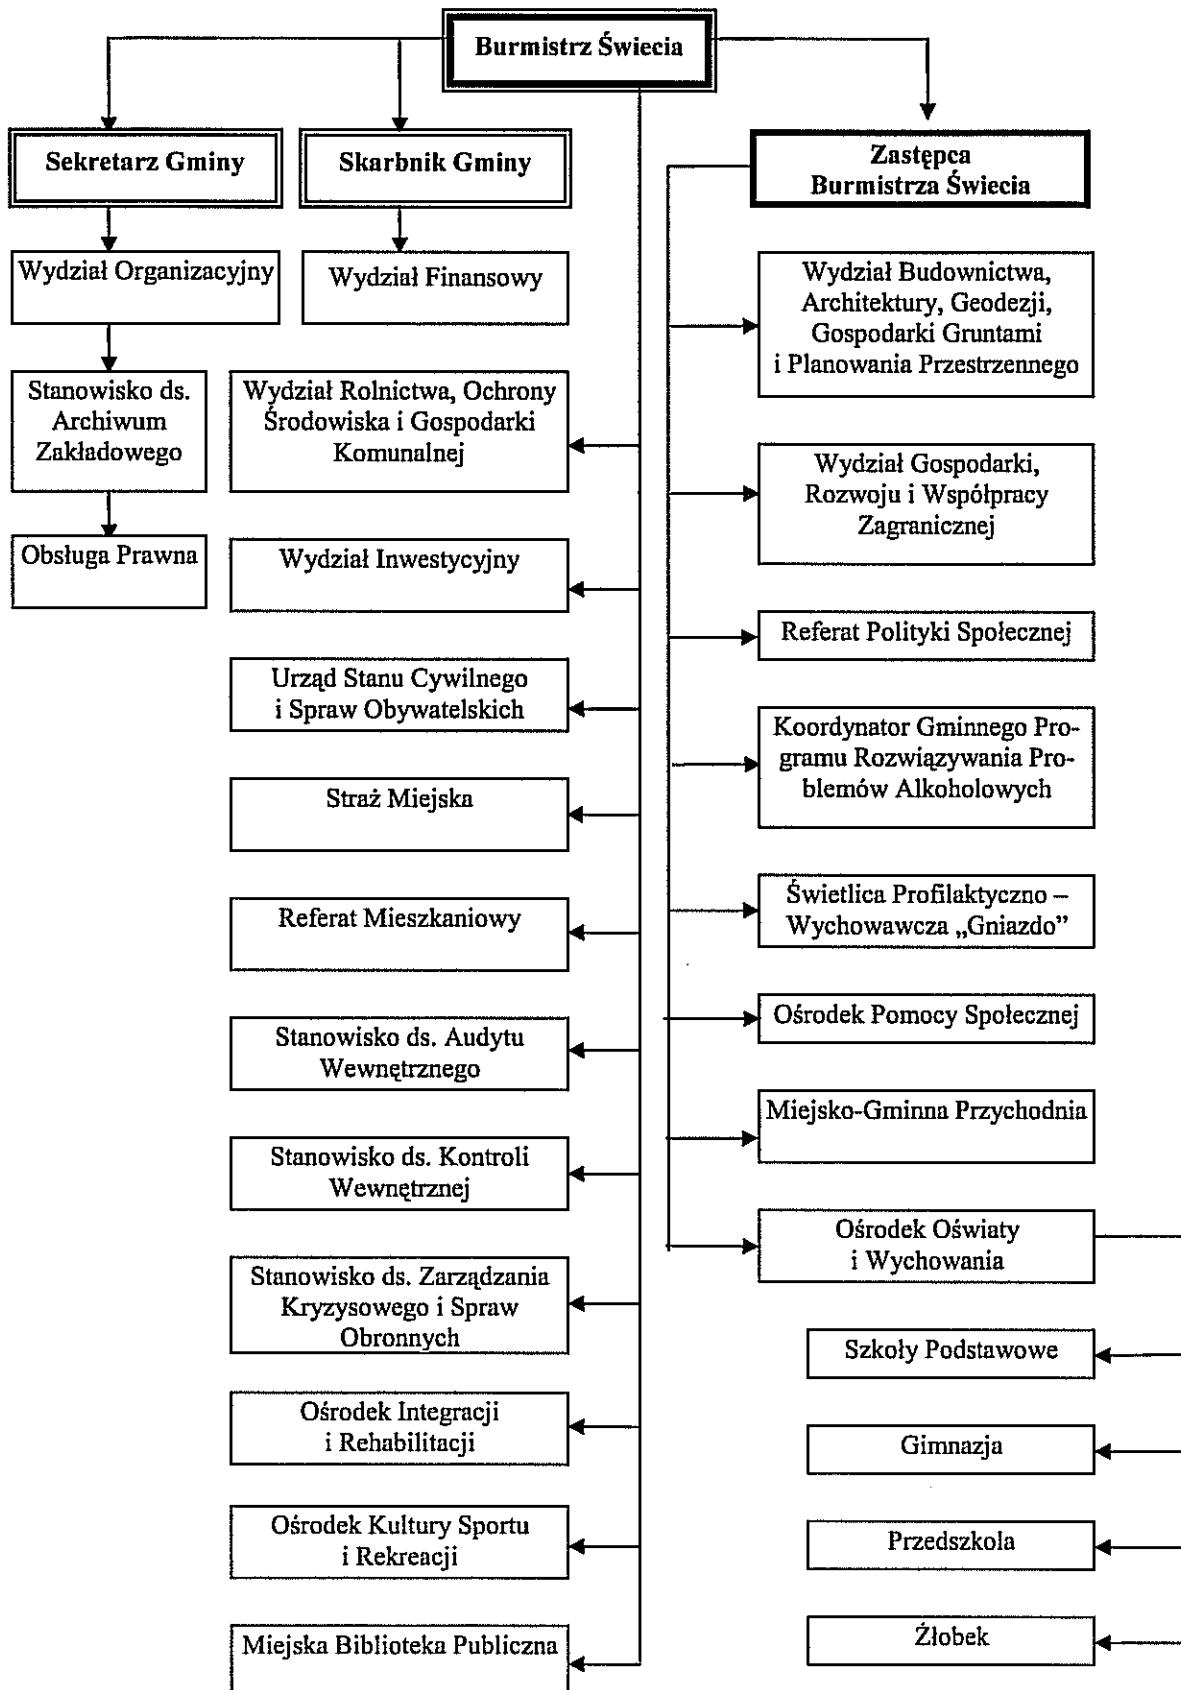 Burmistrz Świecia
Sekretarz Gminy
Skarbnik Gminy
Zastępca
Burmistrza Świecia
Wydział Organizacyjny
Wydział Finansowy
Stanowisko ds.
Archiwum
Zakładowego
Obsługa Prawna
Wydział Rolnictwa, Ochrony
Środowiska i Gospodarki
Komunalnej
Wydział Inwestycyjny
Urząd Stanu Cywilnego
i Spraw Obywatelskich
Straż Miejska
Referat Mieszkaniowy
Stanowisko ds. Audytu
Wewnętrznego
Stanowisko ds. Kontroli
Wewnętrznej
Stanowisko ds. Zarządzania
Kryzysowego i Spraw
Obronnych
Ośrodek Integracji
i Rehabilitacji
Ośrodek Kultury Sportu
i Rekreacji
Miejska Biblioteka Publiczna
Wydział Budownictwa,
Architektury, Geodezji,
Gospodarki Gruntami
i Planowania Przestrzennego
Wydział Gospodarki,
Rozwoju i Współpracy
Zagranicznej
Referat Polityki Społecznej
Koordynator Gminnego Pro-
gramu Rozwiązywania Pro-
blemów Alkoholowych
Świetlica Profilaktyczno –
Wychowawcza „Gniazdo”
Ośrodek Pomocy Społecznej
Miejsko-Gminna Przychodnia
Ośrodek Oświaty
i Wychowania
Szkoły Podstawowe
Gimnazja
Przedszkola
Żłobek